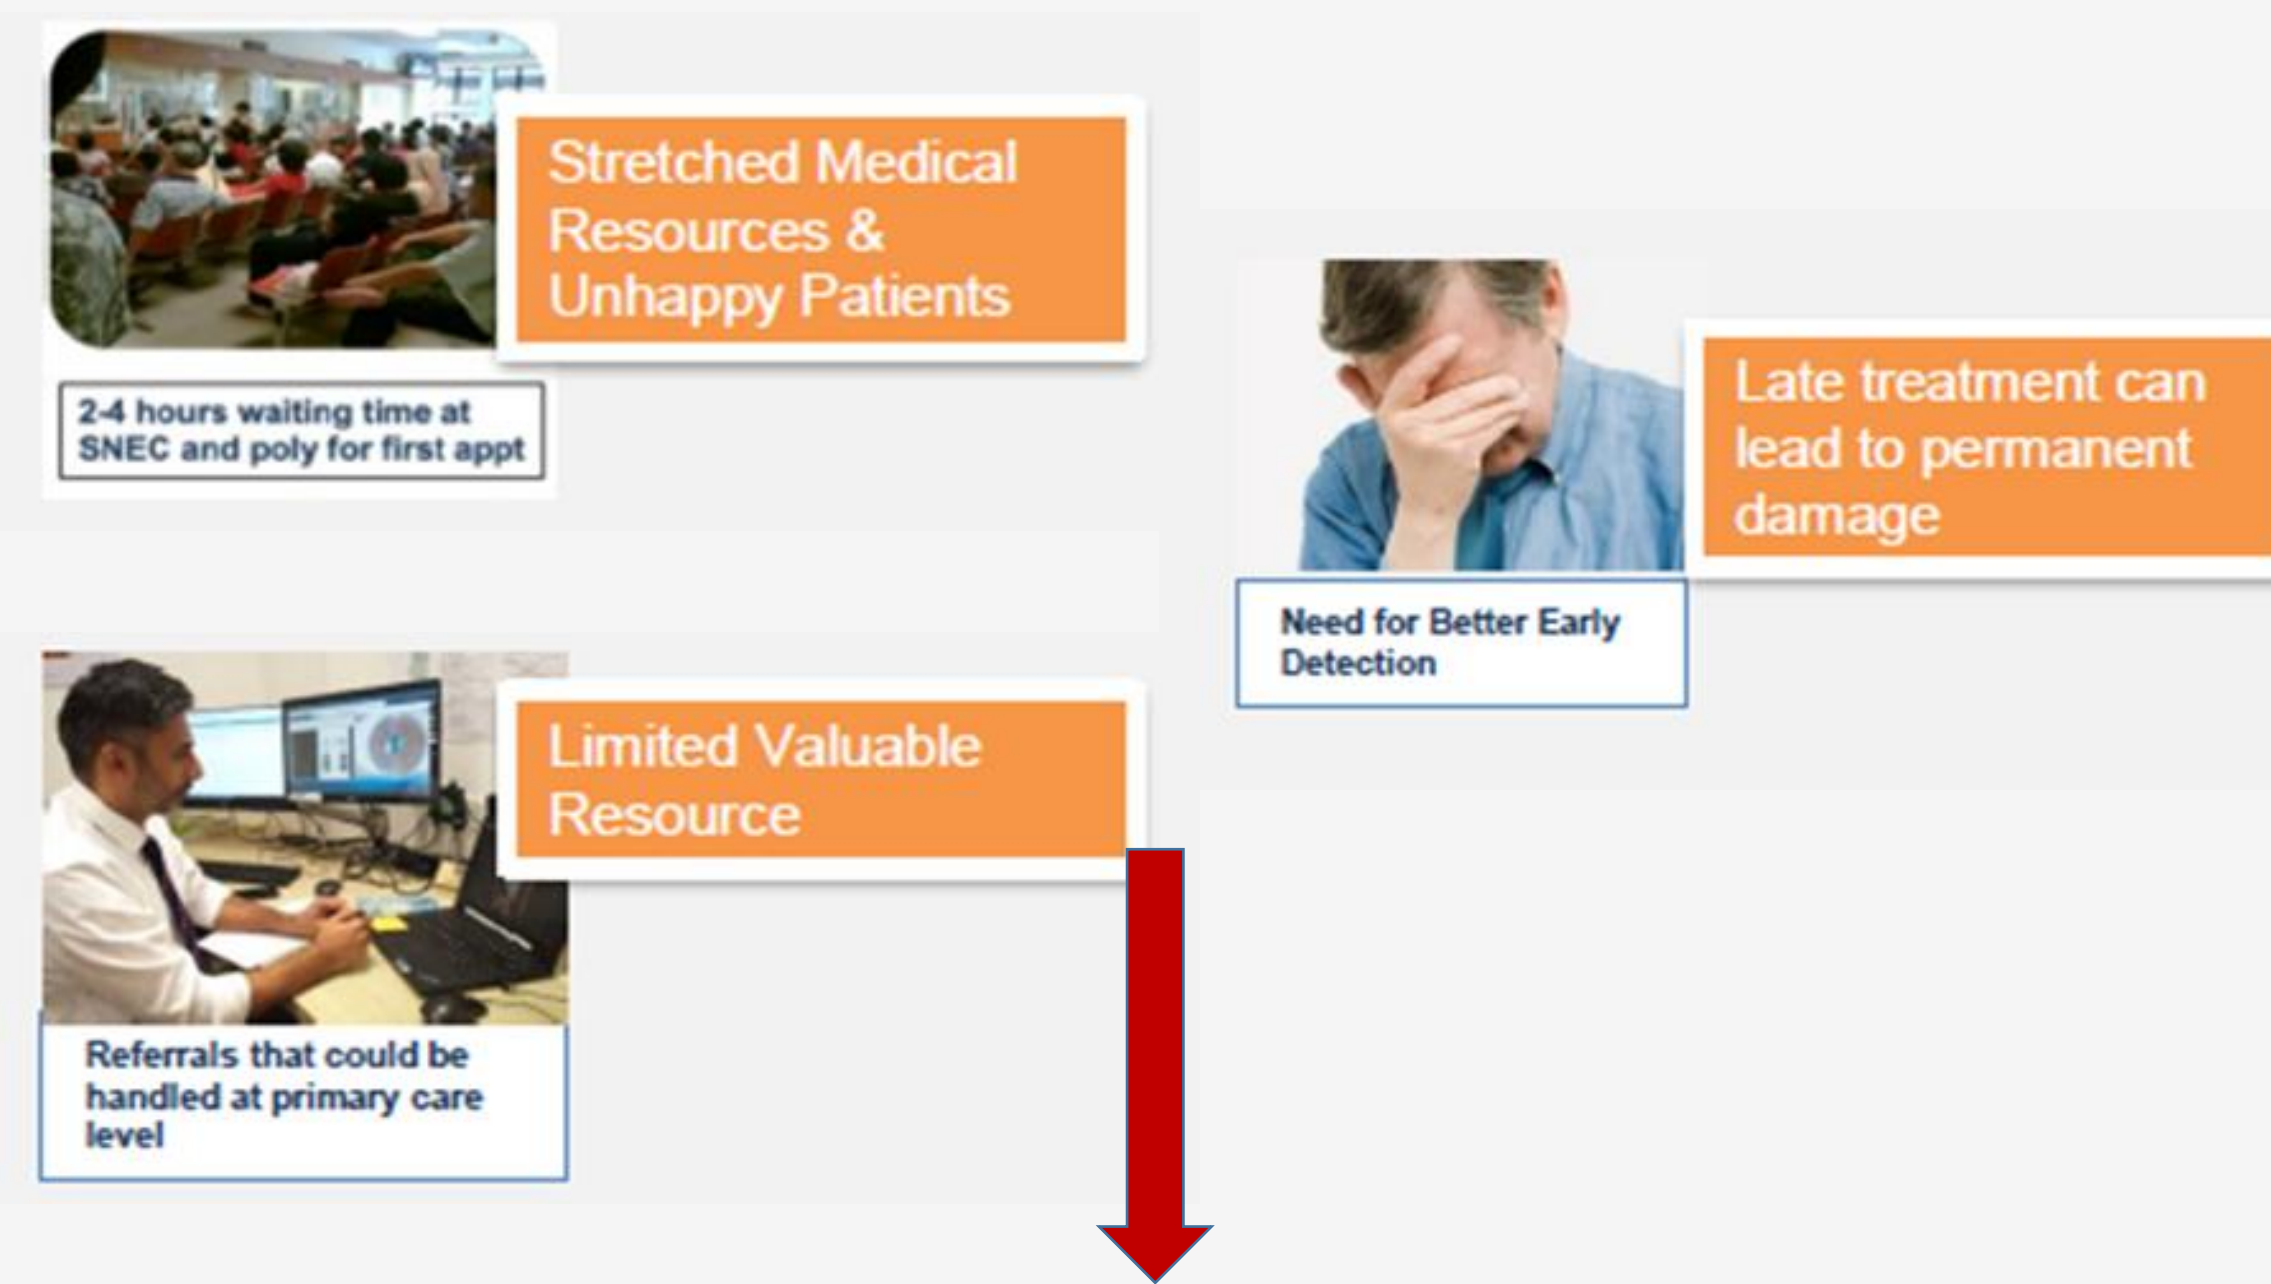 Stretched Medical
Resources &
Unhappy Patients
2-4 hours waiting time at
SNEC and poly for first appt
Late treatment can
lead to permanent
damage
Need for Better Early
Detection
Limited Valuable
Resource
Referrals that could be
handled at primary care
level